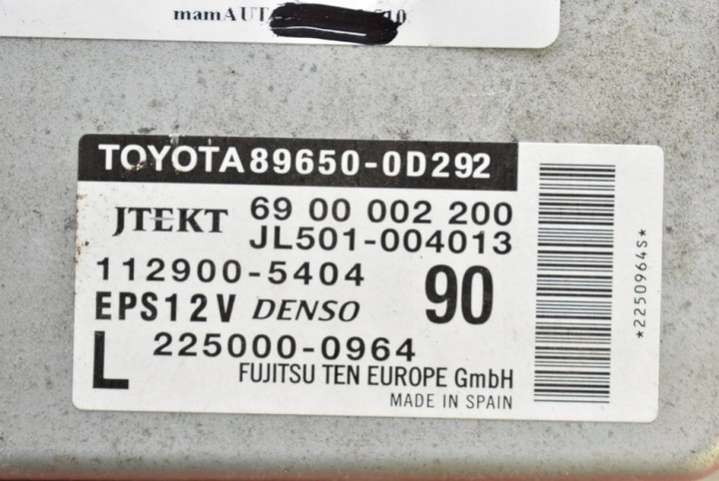 mamAUT
TOYOTA 89650-0D292
JTEKT 69 00 002 200
JL501-004013
112900-5404 90
EPS12V DENSO
L 225000-0964
FUJITSU TEN EUROPE GmbH
MADE IN SPAIN
*2250964S*